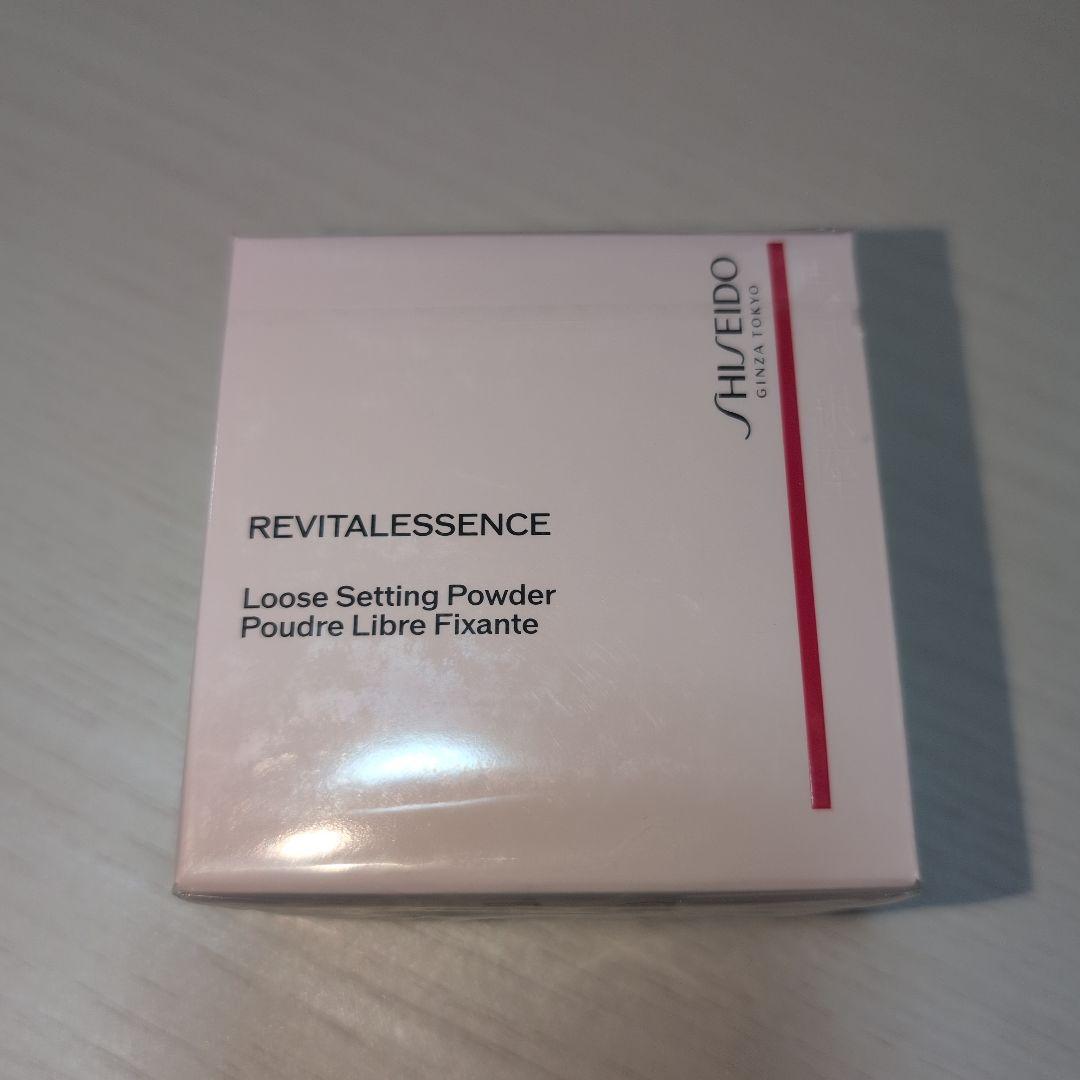 SHISEIDO
GINZA TOKYO
REVITALESSENCE
Loose Setting Powder
Poudre Libre Fixante